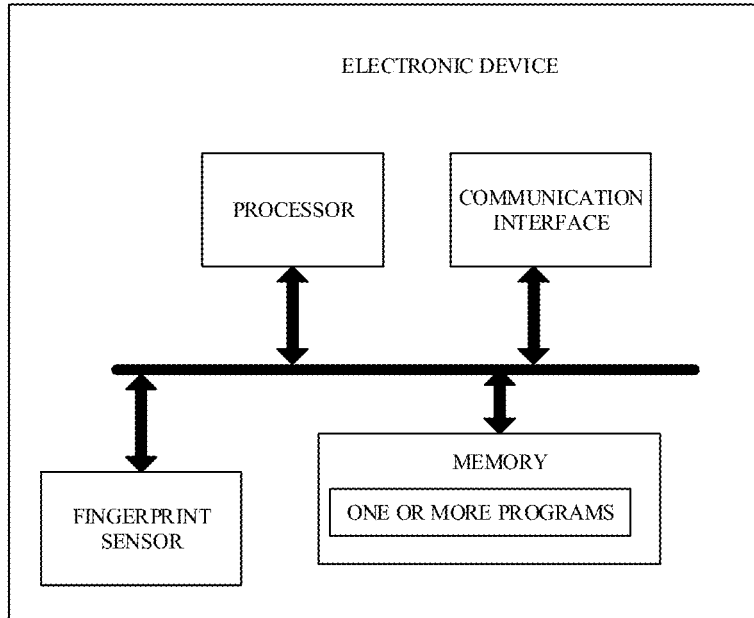 ELECTRONIC DEVICE
PROCESSOR
COMMUNICATION
INTERFACE
MEMORY
ONE OR MORE PROGRAMS
FINGERPRINT
SENSOR